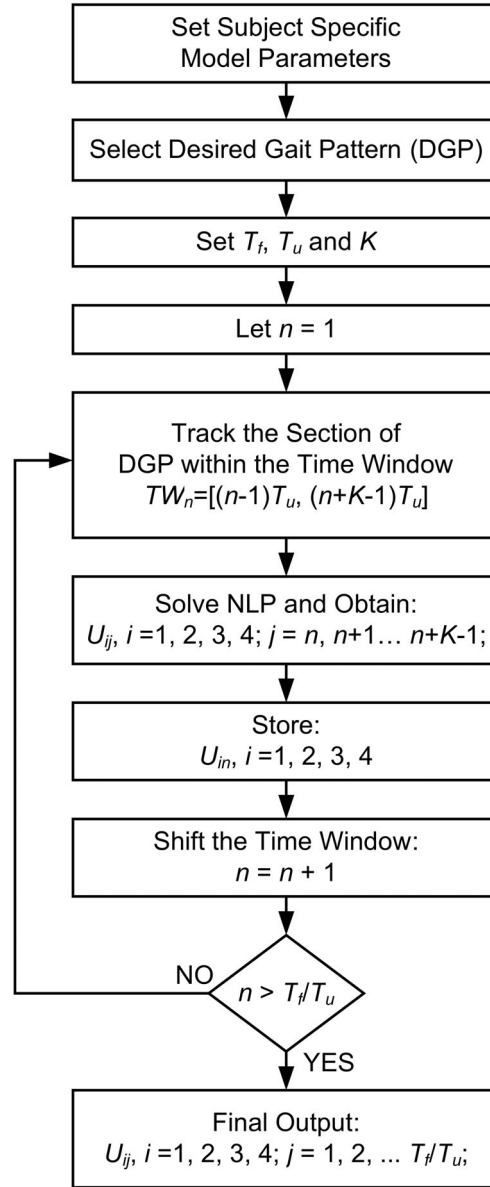 Set Subject Specific
Model Parameters
Select Desired Gait Pattern (DGP)
Set T_f, T_u and K
Let n = 1
Track the Section of
DGP within the Time Window
TW_n=[(n-1)T_u, (n+K-1)T_u]
Solve NLP and Obtain:
U_ij, i =1, 2, 3, 4; j = n, n+1... n+K-1;
Store:
U_in, i =1, 2, 3, 4
Shift the Time Window:
n = n + 1
NO
n > T_f/T_u
YES
Final Output:
U_ij, i =1, 2, 3, 4; j = 1, 2, ... T_f/T_u;